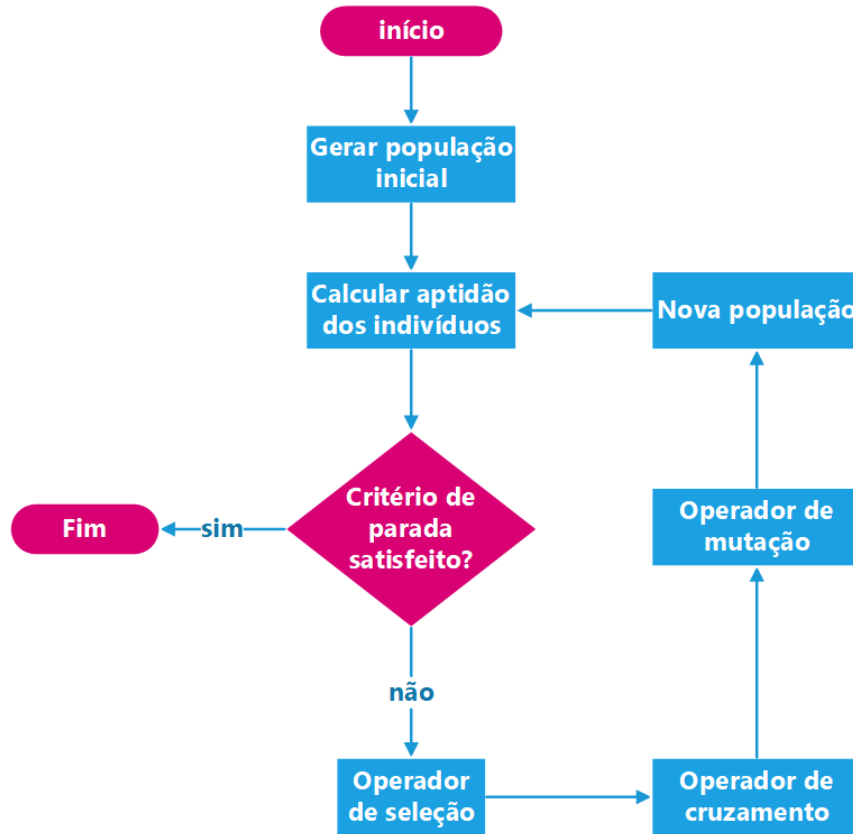 início
Gerar população
inicial
Calcular aptidão
dos indivíduos
Nova população
Critério de
parada
satisfeito?
sim
Fim
Operador de
mutação
não
Operador
de seleção
Operador de
cruzamento